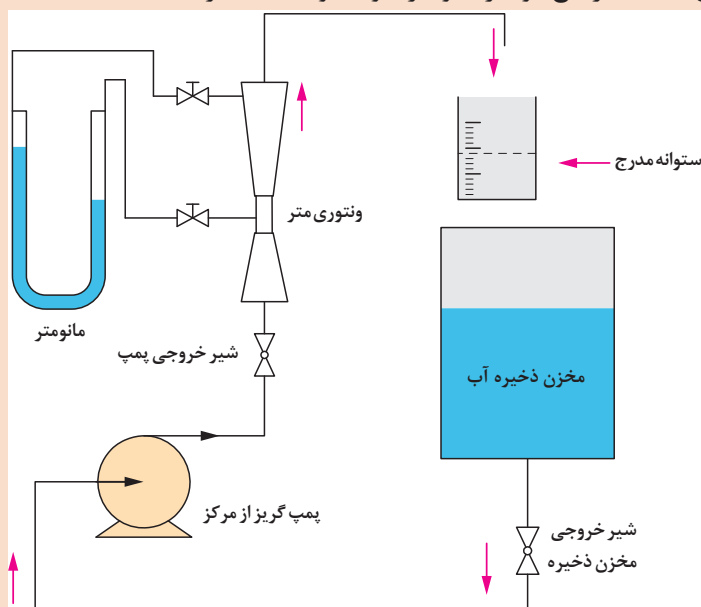 ستوانه مدرج
ونتوری متر
مانومتر
شیر خروجی پمپ
مخزن ذخیره آب
پمپ گریز از مرکز
شیر خروجی
مخزن ذخیره